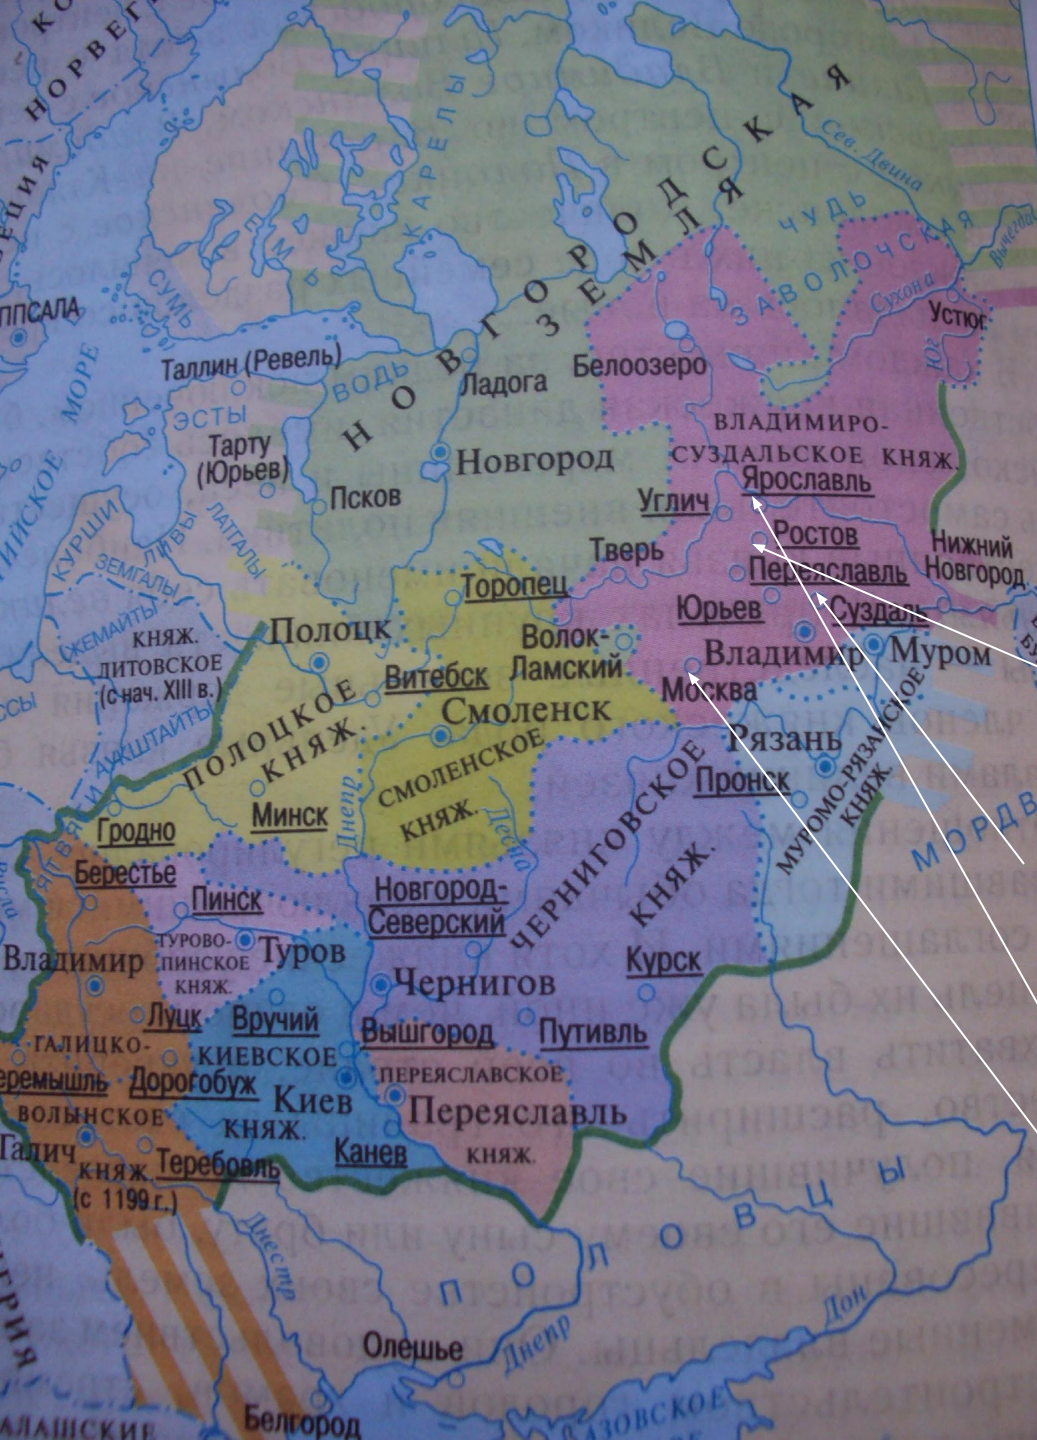 НОРВЕГ
КАРЕЛЫ
Сев. Двина
НОВГОРОДСКАЯ
ЗЕМЛЯ
ЧУДЬ
ЗАВОЛОЧСКАЯ
Вычегда
Сухона
Юг
Устюг
СУМЬ
ППСАЛА
МОРЕ
Таллин (Ревель)
ВОДЬ
Ладога
Белоозеро
ЭСТЫ
Тарту
(Юрьев)
Новгород
Псков
ВЛАДИМИРО-
СУЗДАЛЬСКОЕ КНЯЖ.
Ярославль
Углич
Ростов
Тверь
Переяславль
Нижний
Новгород
КУРШИ
ЛИВЫ
ЛАТГАЛЫ
ЗЕМГАЛЫ
ЖЕМАЙТЫ
Торопец
Юрьев
Суздаль
КНЯЖ.
ЛИТОВСКОЕ
(с нач. XIII в.)
Полоцк
Волок-
Ламский
Владимир
Муром
Витебск
Москва
АУКШТАЙТЫ
ПОЛОЦКОЕ
КНЯЖ.
Смоленск
СМОЛЕНСКОЕ
КНЯЖ.
Рязань
Пронск
МУРОМО-РЯЗАНСКОЕ
КНЯЖ.
МОРДВ
ЯТВЯГИ
Гродно
Минск
Днепр
Десна
ЧЕРНИГОВСКОЕ
КНЯЖ.
Берестье
Пинск
Новгород-
Северский
ТУРОВО-
ПИНСКОЕ
КНЯЖ.
Туров
Владимир
Чернигов
Курск
Луцк
Вручий
Вышгород
Путивль
ГАЛИЦКО-
КИЕВСКОЕ
еремышль
Дорогобуж
ПЕРЕЯСЛАВСКОЕ
ВОЛЫНСКОЕ
Киев
Переяславль
КНЯЖ.
Галич
КНЯЖ.
Теребовль
Канев
КНЯЖ.
(с 1199 г.)
ПОЛОВЦЫ
Днестр
Олешье
Днепр
Дон
Белгород
АЗОВСКОЕ